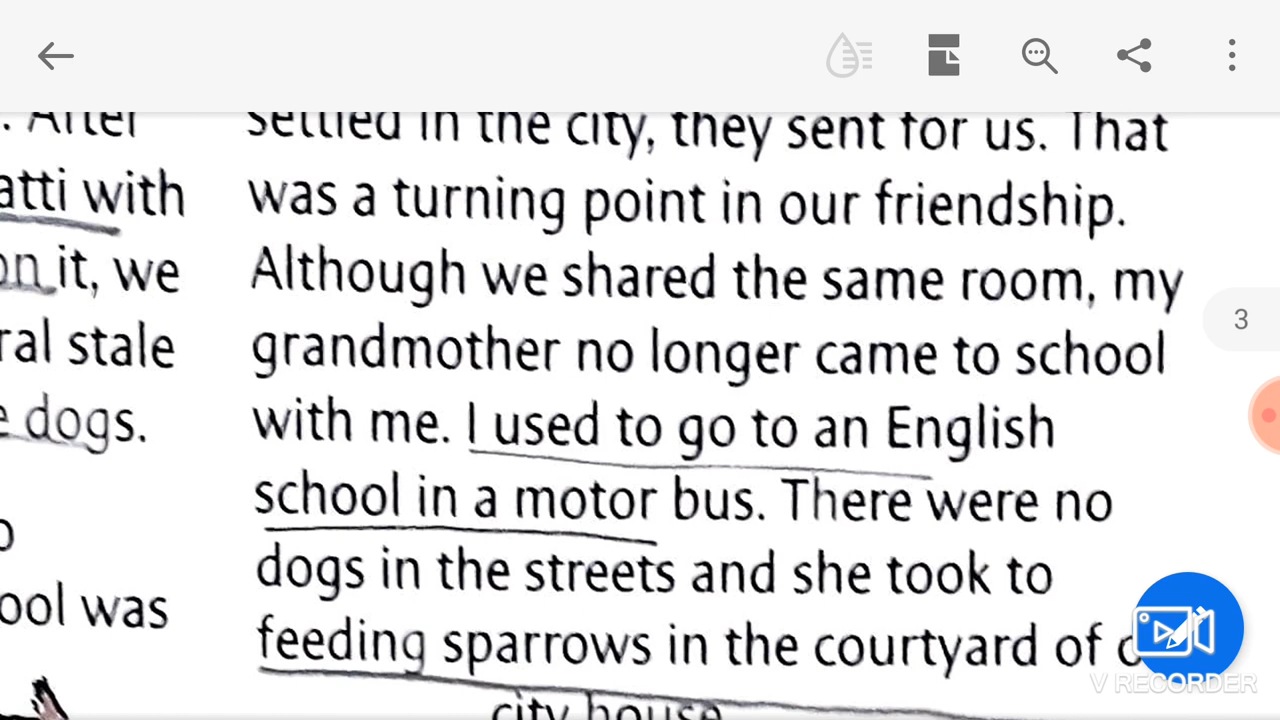 . After
atti with
on it, we
ral stale
e dogs.
ool was
settled in the city, they sent for us. That
was a turning point in our friendship.
Although we shared the same room, my
grandmother no longer came to school
with me. I used to go to an English
school in a motor bus. There were no
dogs in the streets and she took to
feeding sparrows in the courtyard of
city house
3
V RECORDER